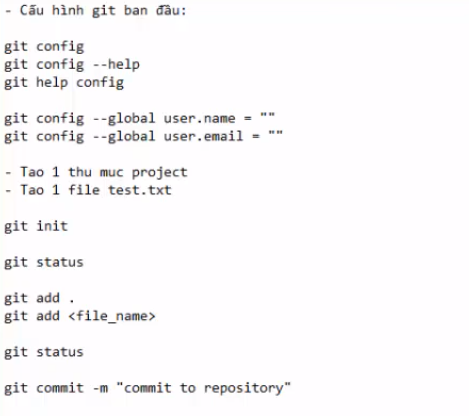 - Cấu hình git ban đầu:
git config
git config --help
git help config
git config --global user.name = ""
git config --global user.email = ""
- Tao 1 thu muc project
- Tao 1 file test.txt
git init
git status
git add .
git add <file_name>
git status
git commit -m "commit to repository"